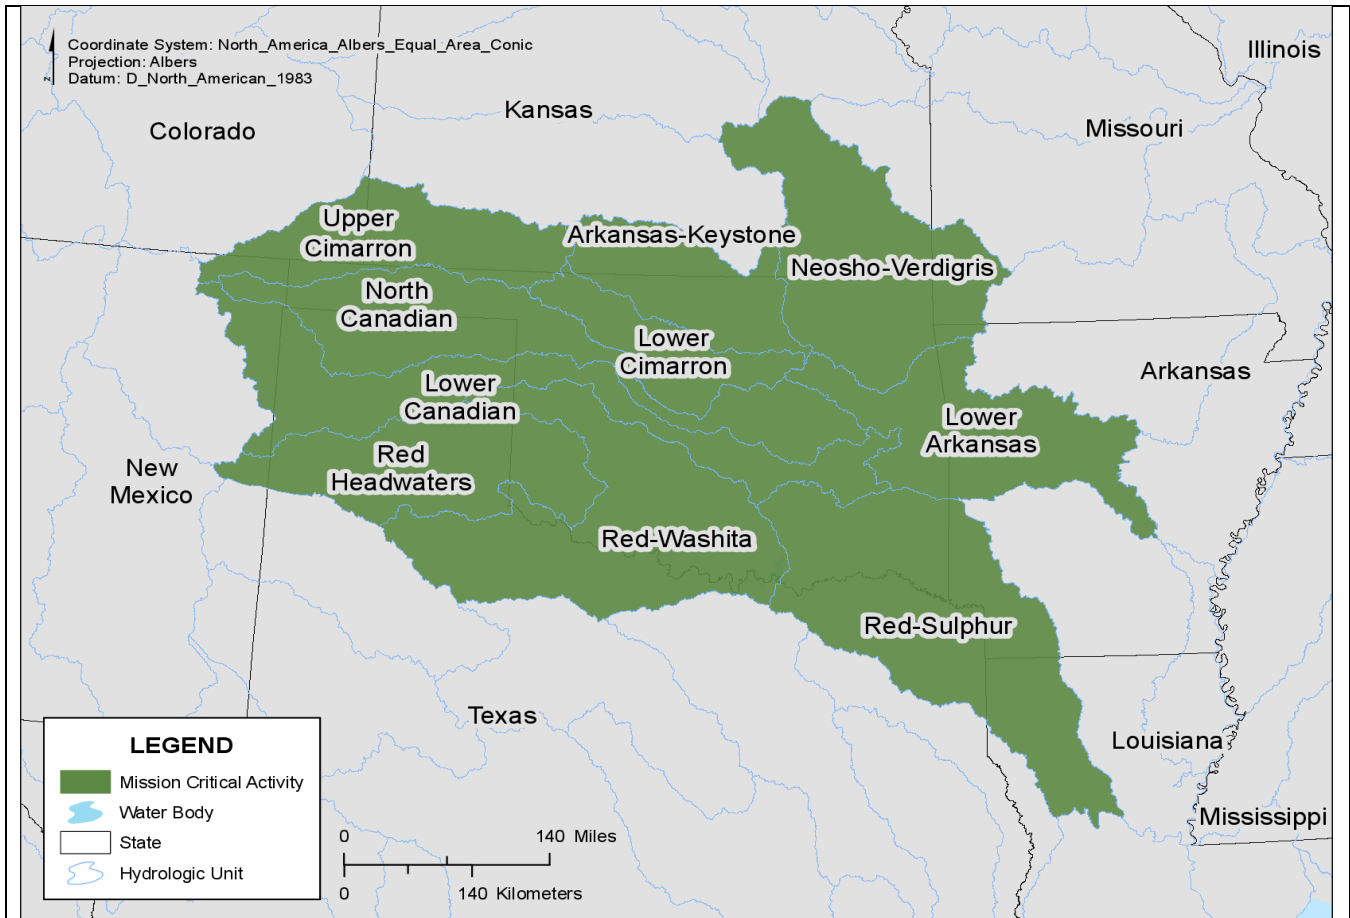 Coordinate System: North_America_Albers_Equal_Area_Conic
Projection: Albers
Datum: D_North_American_1983
N
Illinois
Kansas
Colorado
Missouri
Upper
Cimarron
Arkansas-Keystone
Neosho-Verdigris
North
Canadian
Lower
Cimarron
Arkansas
Lower
Canadian
Lower
Arkansas
Red
Headwaters
New
Mexico
Red-Washita
Red-Sulphur
Texas
Louisiana
Mississippi
LEGEND
Mission Critical Activity
Water Body
State
Hydrologic Unit
0 140 Miles
0 140 Kilometers